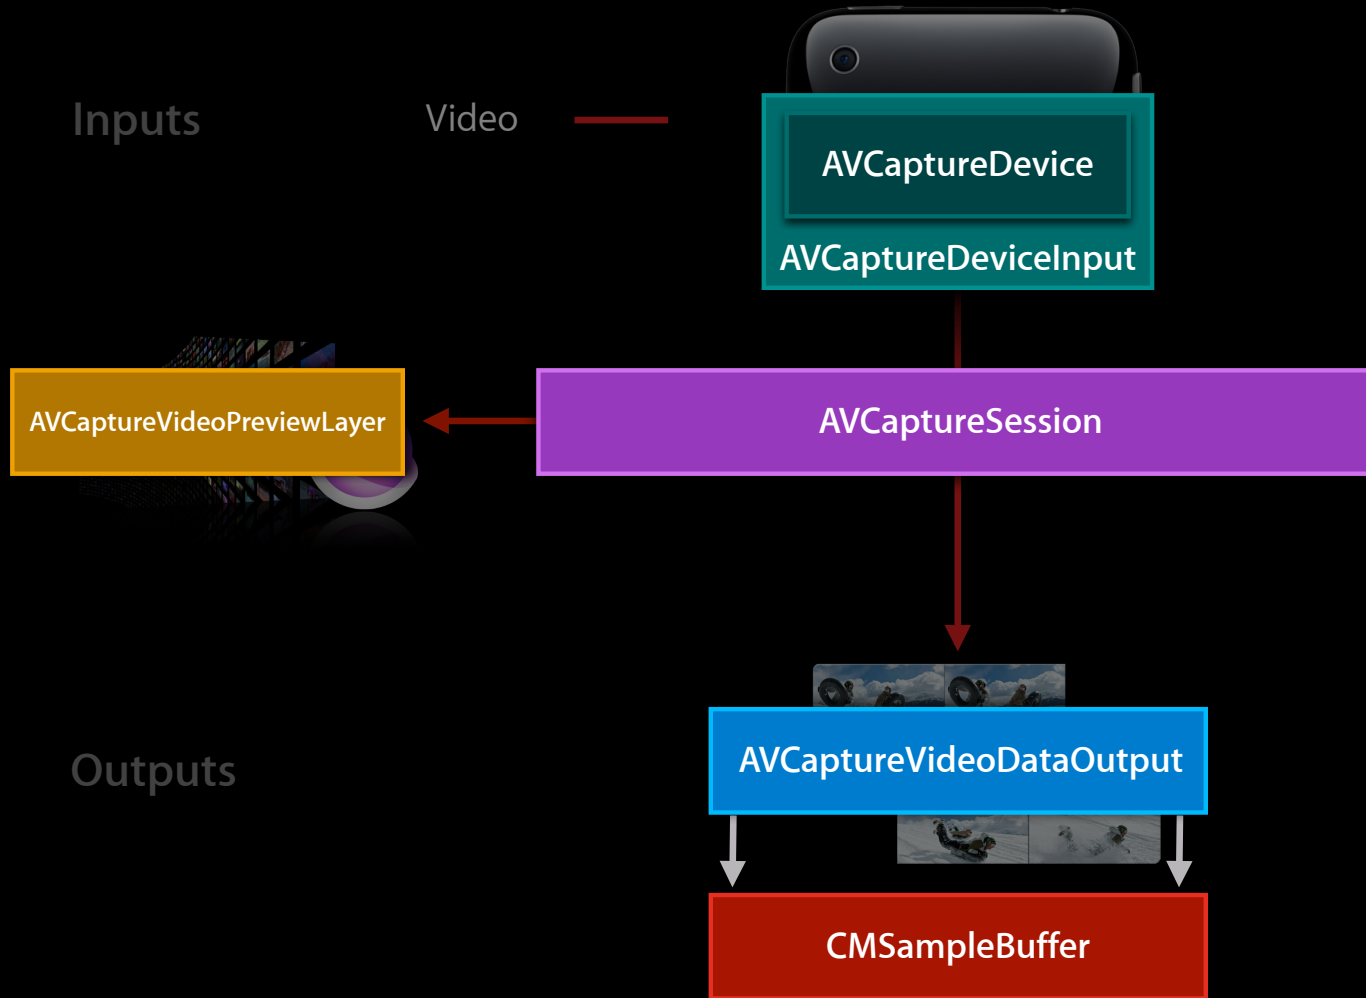 Inputs
Video
AVCaptureDevice
AVCaptureDeviceInput
AVCaptureVideoPreviewLayer
AVCaptureSession
Outputs
AVCaptureVideoDataOutput
CMSampleBuffer